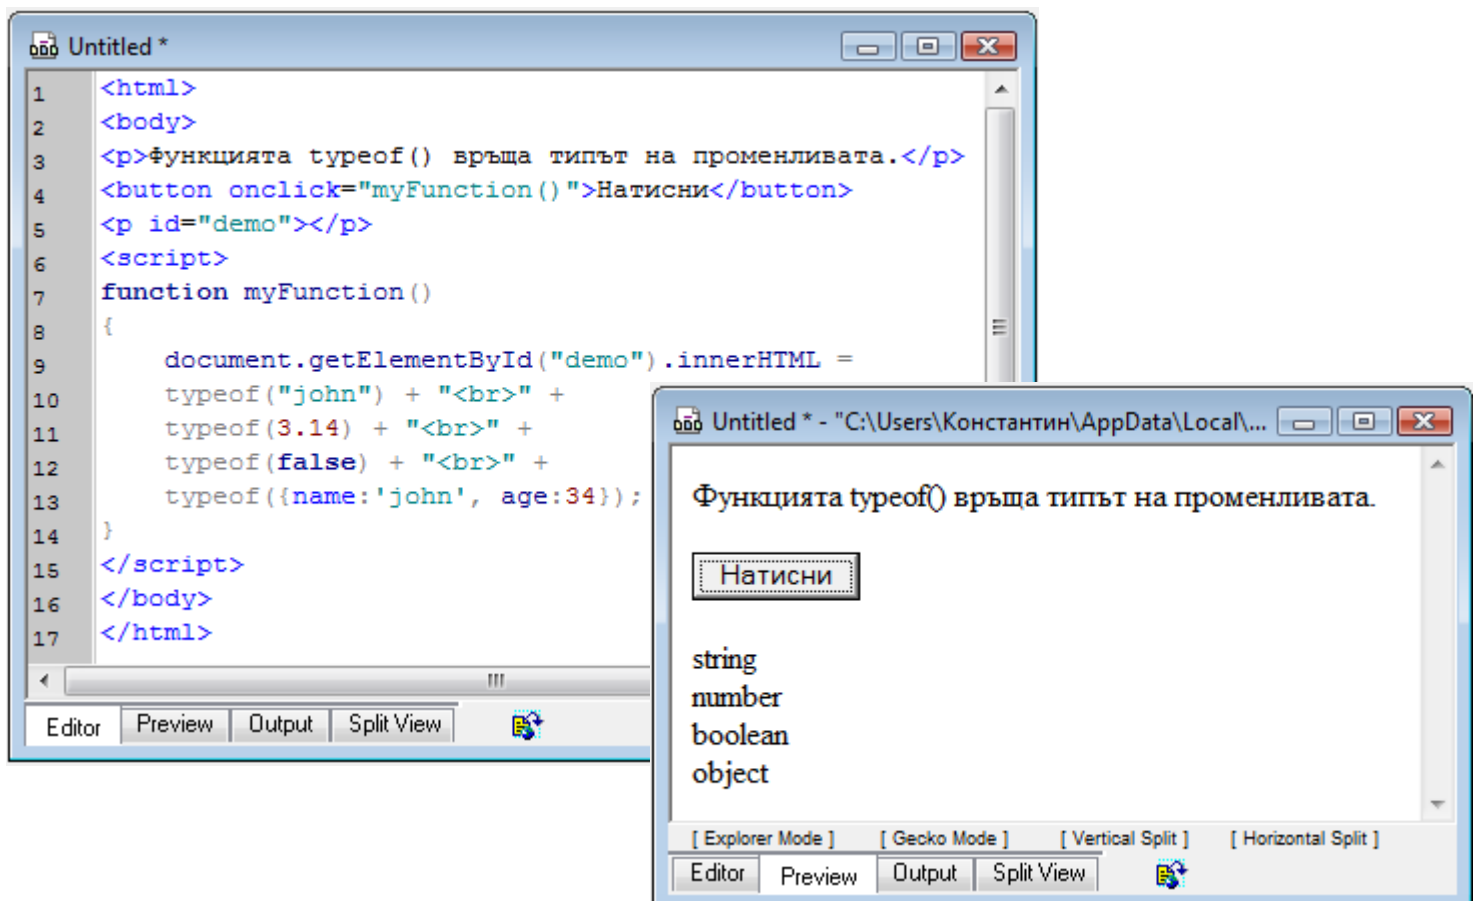 Untitled *
1 <html>
2 <body>
3 <p>Функцията typeof() връща типът на променливата.</p>
4 <button onclick="myFunction()">Натисни</button>
5 <p id="demo"></p>
6 <script>
7 function myFunction()
8 {
9 document.getElementById("demo").innerHTML =
10 typeof("john") + "<br>" +
11 typeof(3.14) + "<br>" +
12 typeof(false) + "<br>" +
13 typeof({name:'john', age:34});
14 }
15 </script>
16 </body>
17 </html>
Editor Preview Output Split View
Untitled * - "C:\Users\Константин\AppData\Local\...
Функцията typeof() връща типът на променливата.
Натисни
string
number
boolean
object
[ Explorer Mode ] [ Gecko Mode ] [ Vertical Split ] [ Horizontal Split ]
Editor Preview Output Split View